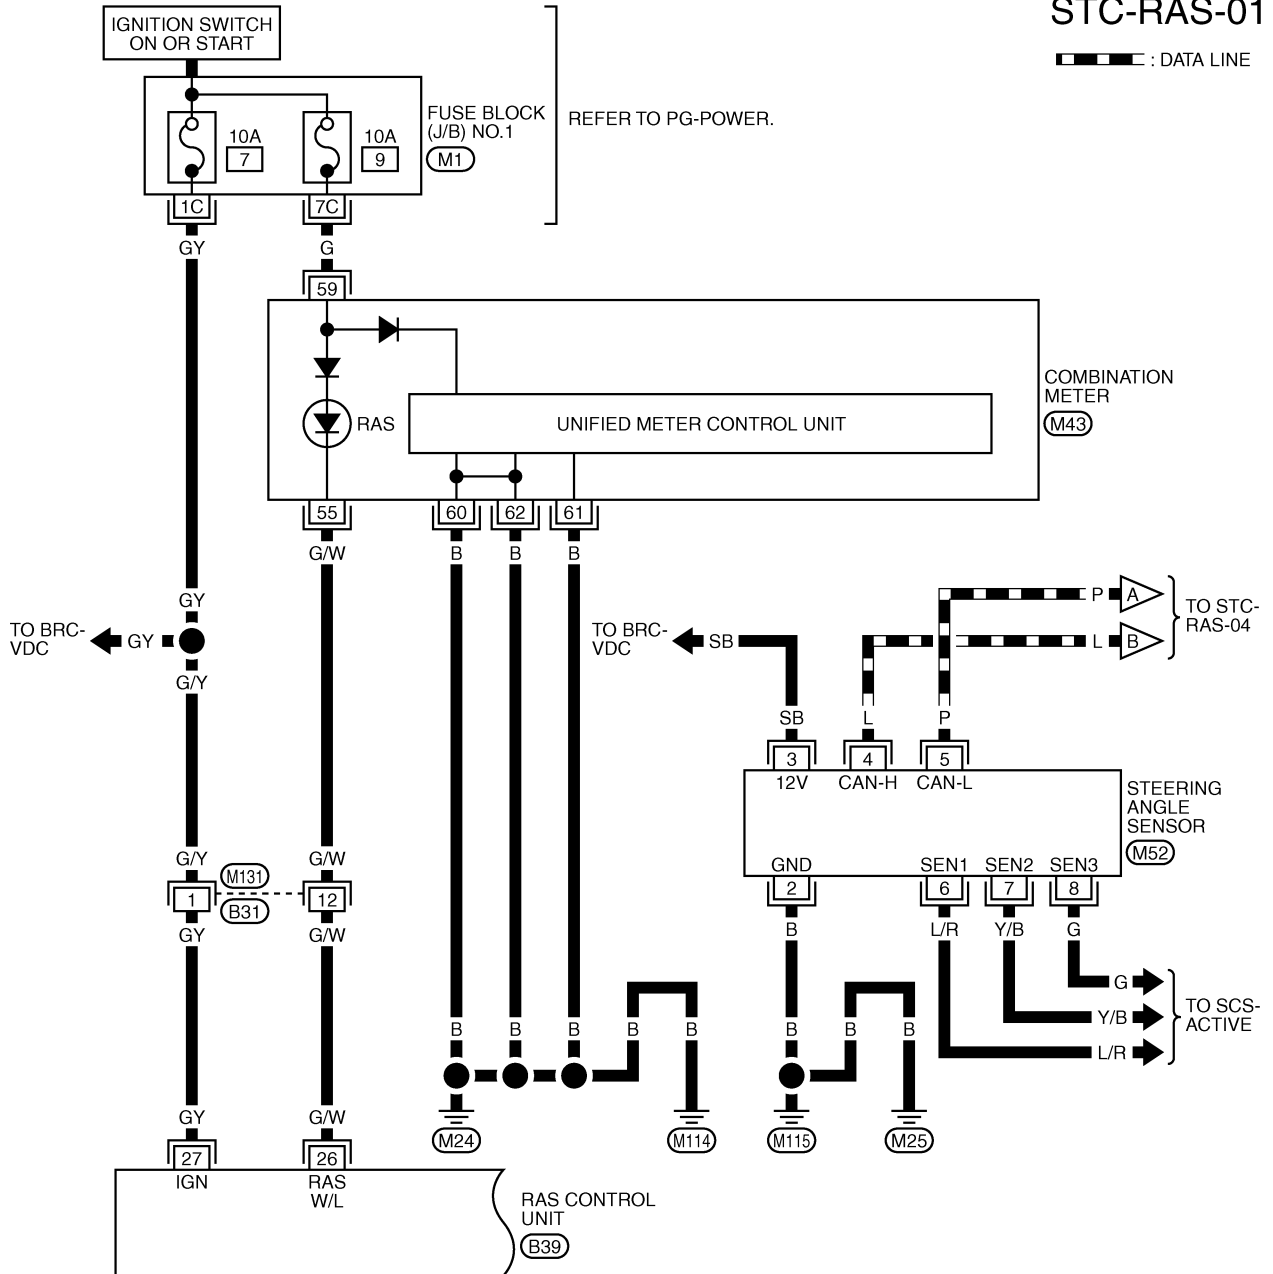 STC-RAS-01
: DATA LINE
IGNITION SWITCH
ON OR START
FUSE BLOCK
(J/B) NO.1
M1
REFER TO PG-POWER.
10A
7
10A
9
1C
7C
GY
G
59
RAS
UNIFIED METER CONTROL UNIT
COMBINATION
METER
M43
55
60
62
61
G/W
B
B
B
GY
TO BRC-
VDC
GY
G/Y
TO BRC-
VDC
SB
P
A
L
B
TO STC-
RAS-04
SB
L
P
3
4
5
12V
CAN-H
CAN-L
STEERING
ANGLE
SENSOR
M52
GND
SEN1
SEN2
SEN3
2
6
7
8
B
L/R
Y/B
G
G/Y
G/W
M131
1
12
B31
GY
G/W
G
Y/B
L/R
TO SCS-
ACTIVE
B
B
B
B
B
B
B
B
M24
M114
M115
M25
GY
G/W
27
26
IGN
RAS
W/L
RAS CONTROL
UNIT
B39